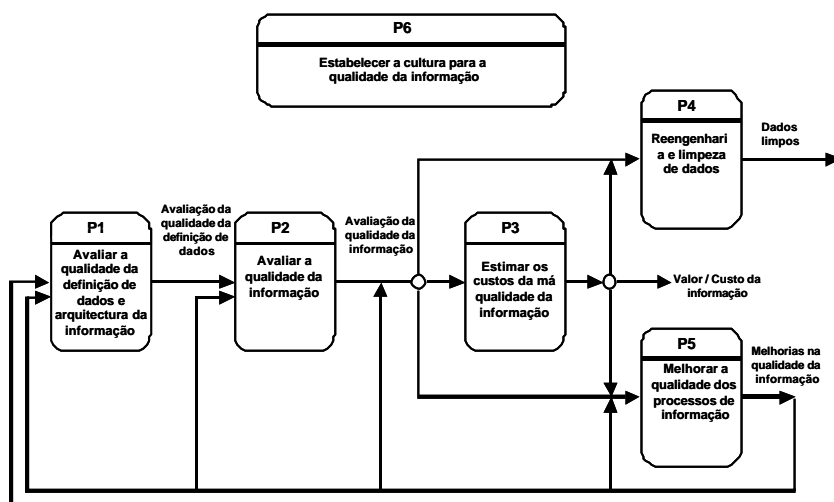 P6
Estabelecer a cultura para a
qualidade da informação
P4
Reengenhari
a e limpeza
de dados
Dados
limpos
P1
Avaliar a
qualidade da
definição de
dados e
arquitectura da
informação
Avaliação da
qualidade da
definição de
dados
P2
Avaliar a
qualidade da
informação
Avaliação da
qualidade da
informação
P3
Estimar os
custos da má
qualidade da
informação
Valor / Custo da
informação
P5
Melhorar a
qualidade dos
processos de
informação
Melhorias na
qualidade da
informação